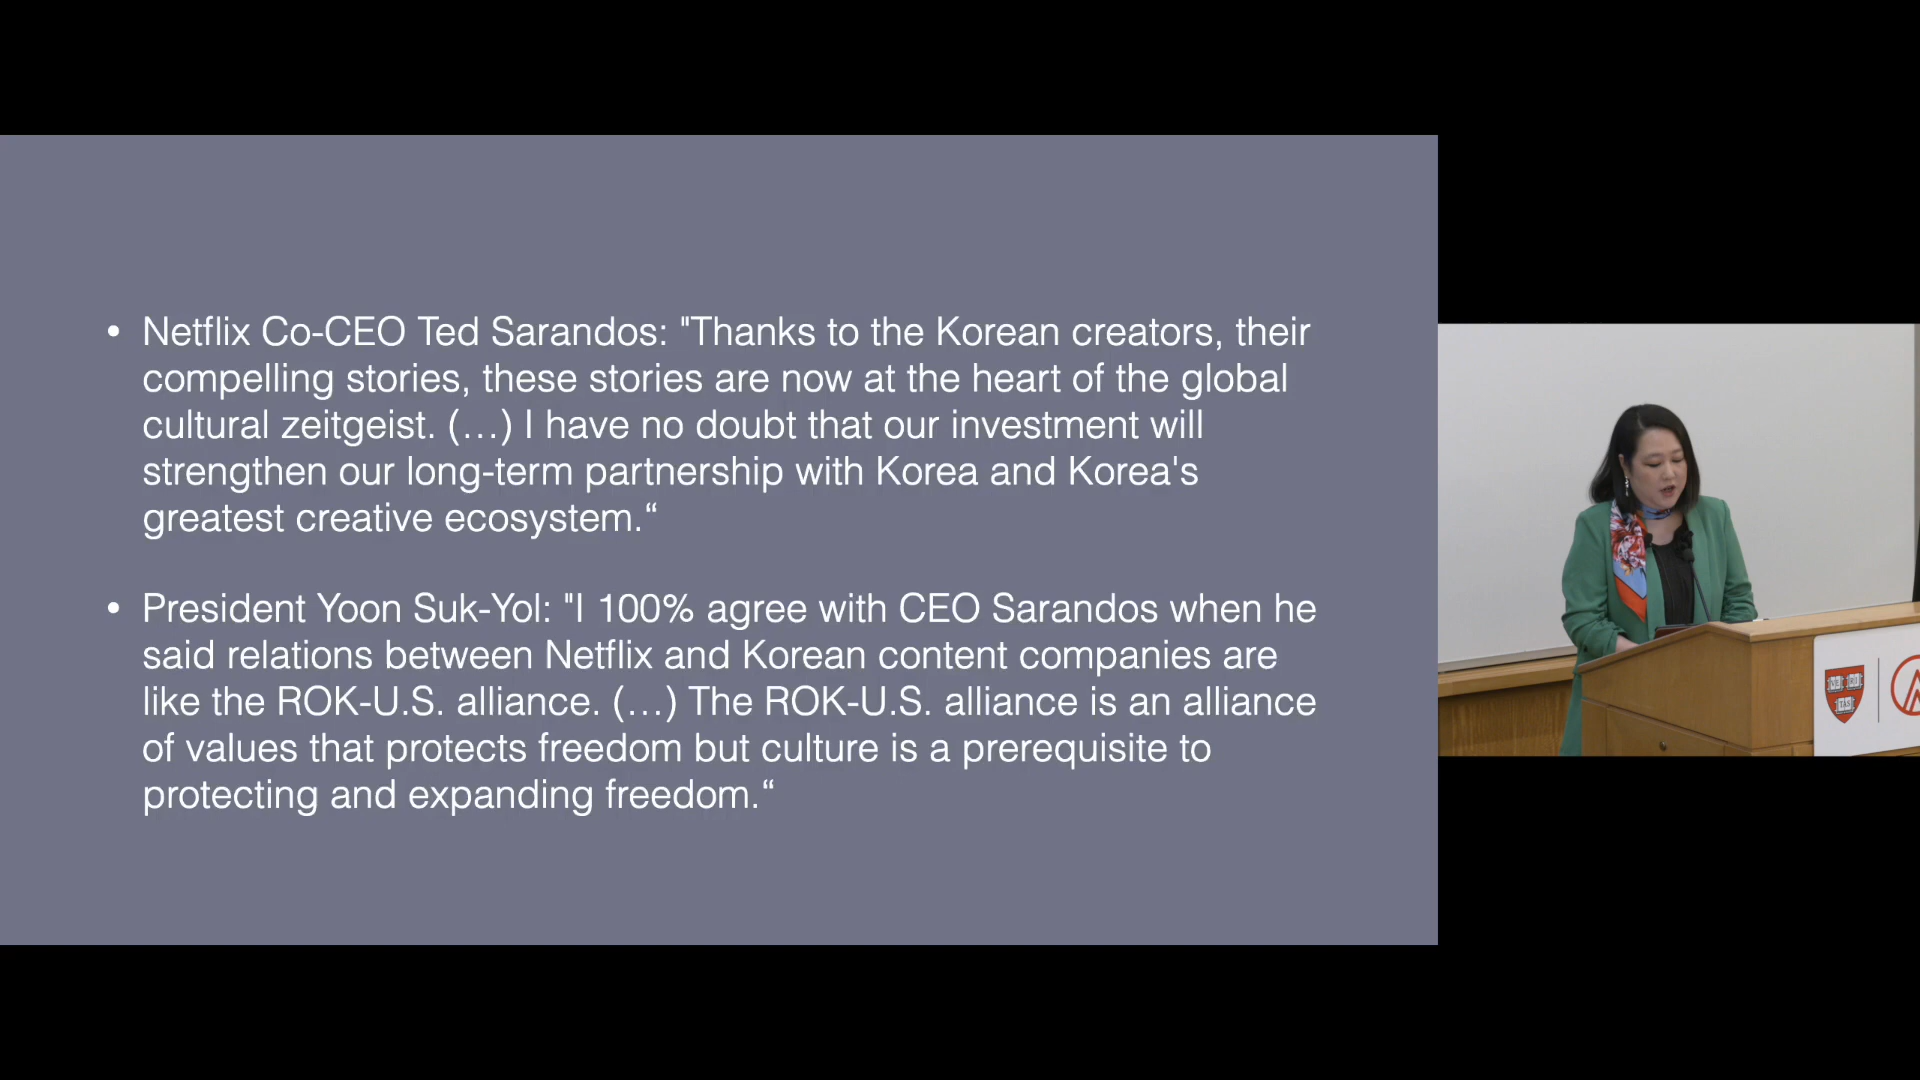 • Netflix Co-CEO Ted Sarandos: "Thanks to the Korean creators, their
compelling stories, these stories are now at the heart of the global
cultural zeitgeist. (…) I have no doubt that our investment will
strengthen our long-term partnership with Korea and Korea's
greatest creative ecosystem.“
• President Yoon Suk-Yol: "I 100% agree with CEO Sarandos when he
said relations between Netflix and Korean content companies are
like the ROK-U.S. alliance. (…) The ROK-U.S. alliance is an alliance
of values that protects freedom but culture is a prerequisite to
protecting and expanding freedom.“
VE RI
TAS